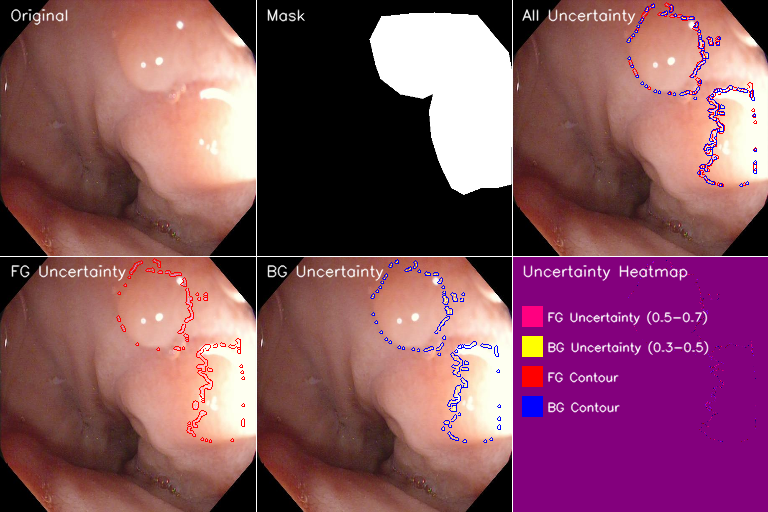 Original
Mask
All Uncertainty
FG Uncertainty
BG Uncertainty
Uncertainty Heatmap
FG Uncertainty (0.5-0.7)
BG Uncertainty (0.3-0.5)
FG Contour
BG Contour